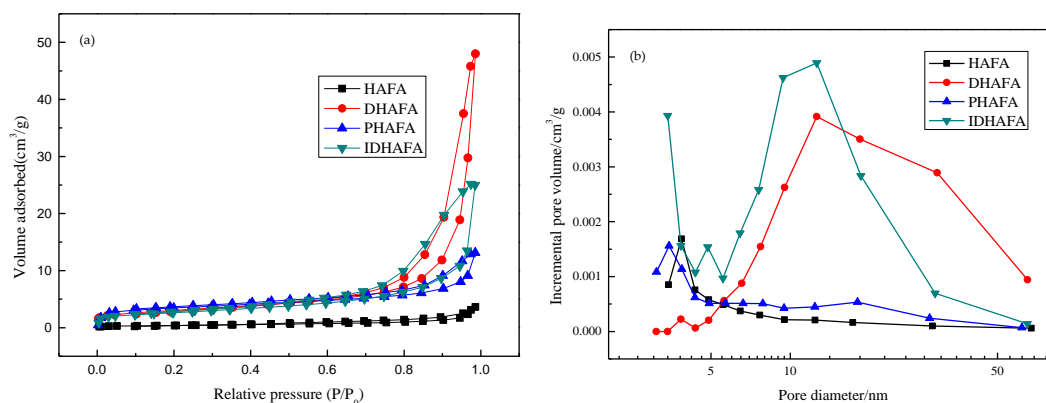 (a)
50
40
30
20
10
0
Volume adsorbed(cm³/g)
HAFA
DHAFA
PHAFA
IDHAFA
0.0 0.2 0.4 0.6 0.8 1.0
Relative pressure (P/P₀)
(b)
0.005
0.004
0.003
0.002
0.001
0.000
Incremental pore volume/cm³/g
HAFA
DHAFA
PHAFA
IDHAFA
5 10 50
Pore diameter/nm